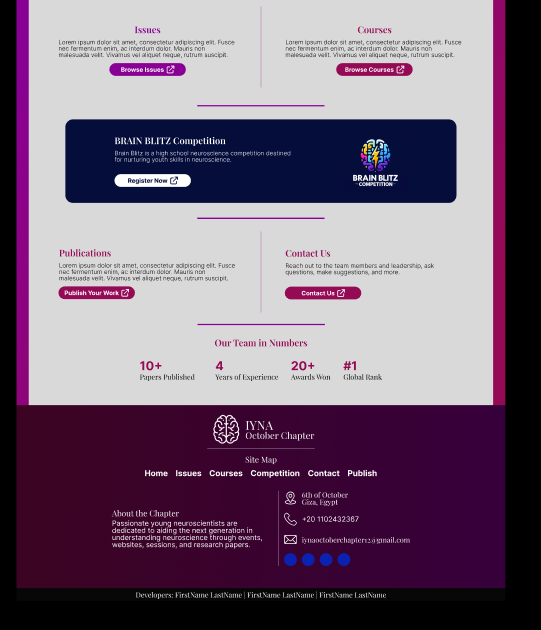 Issues
Lorem ipsum dolor sit amet, consectetur adipiscing elit. Fusce
nec fermentum enim, ac interdum dolor. Mauris non
malesuada velit. Vivamus vel aliquet neque, rutrum suscipit.
Browse Issues
Courses
Lorem ipsum dolor sit amet, consectetur adipiscing elit. Fusce
nec fermentum enim, ac interdum dolor. Mauris non
malesuada velit. Vivamus vel aliquet neque, rutrum suscipit.
Browse Courses
BRAIN BLITZ Competition
Brain Blitz is a high school neuroscience competition destined
for nurturing youth skills in neuroscience.
Register Now
BRAIN BLITZ
COMPETITION
Publications
Lorem ipsum dolor sit amet, consectetur adipiscing elit. Fusce
nec fermentum enim, ac interdum dolor. Mauris non
malesuada velit. Vivamus vel aliquet neque, rutrum suscipit.
Publish Your Work
Contact Us
Reach out to the team members and leadership, ask
questions, make suggestions, and more.
Contact Us
Our Team in Numbers
10+
Papers Published
4
Years of Experience
20+
Awards Won
#1
Global Rank
IYNA
October Chapter
Site Map
Home Issues Courses Competition Contact Publish
About the Chapter
Passionate young neuroscientists are
dedicated to aiding the next generation in
understanding neuroscience through events,
websites, sessions, and research papers.
6th of October
Giza, Egypt
+20 1102432367
iynaoctoberchapter12@gmail.com
Developers: FirstName LastName | FirstName LastName | FirstName LastName